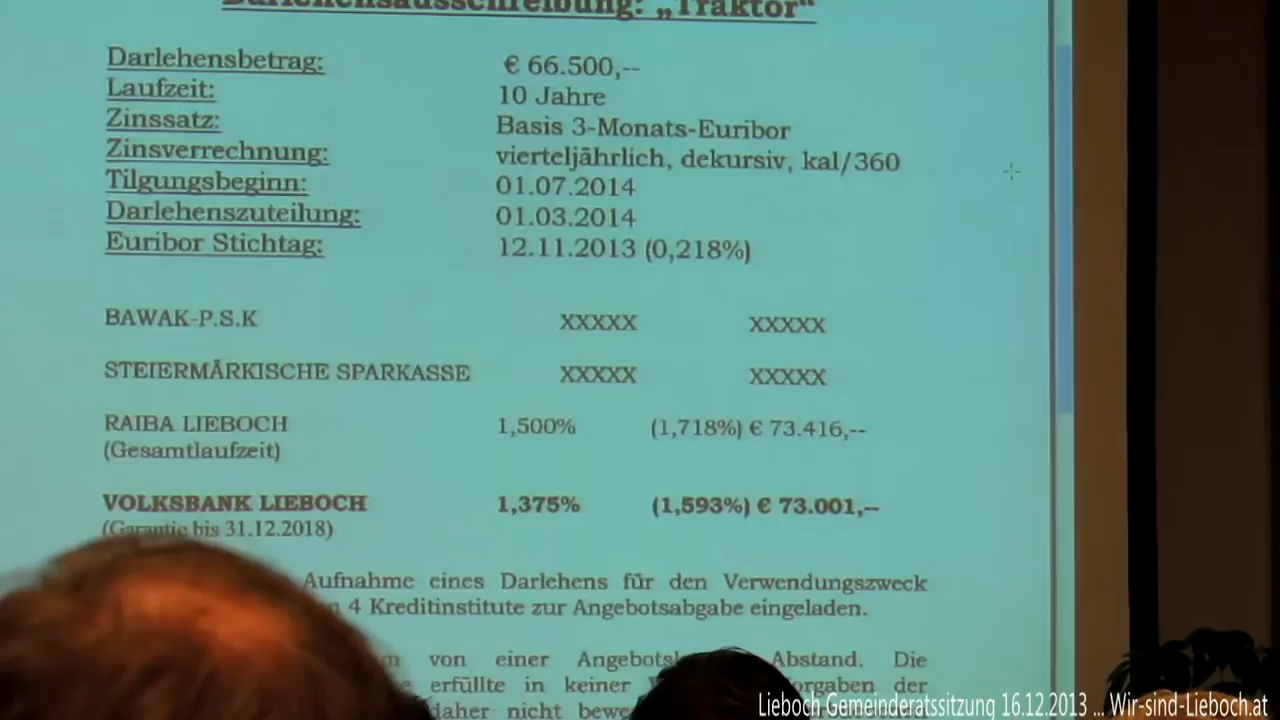 Darlehensausschreibung: „Traktor“
Darlehensbetrag: € 66.500,--
Laufzeit: 10 Jahre
Zinssatz: Basis 3-Monats-Euribor
Zinsverrechnung: vierteljährlich, dekursiv, kal/360
Tilgungsbeginn: 01.07.2014
Darlehenszuteilung: 01.03.2014
Euribor Stichtag: 12.11.2013 (0,218%)
BAWAK-P.S.K XXXXX XXXXX
STEIERMÄRKISCHE SPARKASSE XXXXX XXXXX
RAIBA LIEBOCH 1,500% (1,718%) € 73.416,--
(Gesamtlaufzeit)
VOLKSBANK LIEBOCH 1,375% (1,593%) € 73.001,--
(Garantie bis 31.12.2018)
Aufnahme eines Darlehens für den Verwendungszweck
4 Kreditinstitute zur Angebotsabgabe eingeladen.
von einer Abstand. Die
erfüllte in keiner der
daher nicht
Lieboch Gemeinderatssitzung 16.12.2013 ... Wir-sind-Lieboch.at